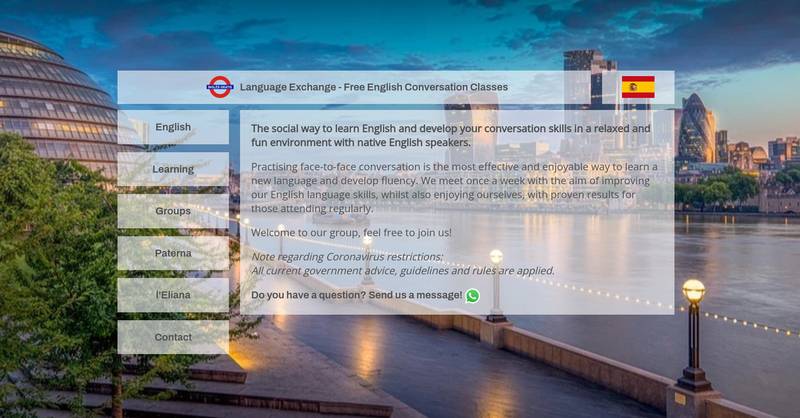 Language Exchange - Free English Conversation Classes
English
Learning
Groups
Paterna
l'Eliana
Contact
The social way to learn English and develop your conversation skills in a relaxed and
fun environment with native English speakers.
Practising face-to-face conversation is the most effective and enjoyable way to learn a
new language and develop fluency. We meet once a week with the aim of improving
our English language skills, whilst also enjoying ourselves, with proven results for
those attending regularly.
Welcome to our group, feel free to join us!
Note regarding Coronavirus restrictions:
All current government advice, guidelines and rules are applied.
Do you have a question? Send us a message!